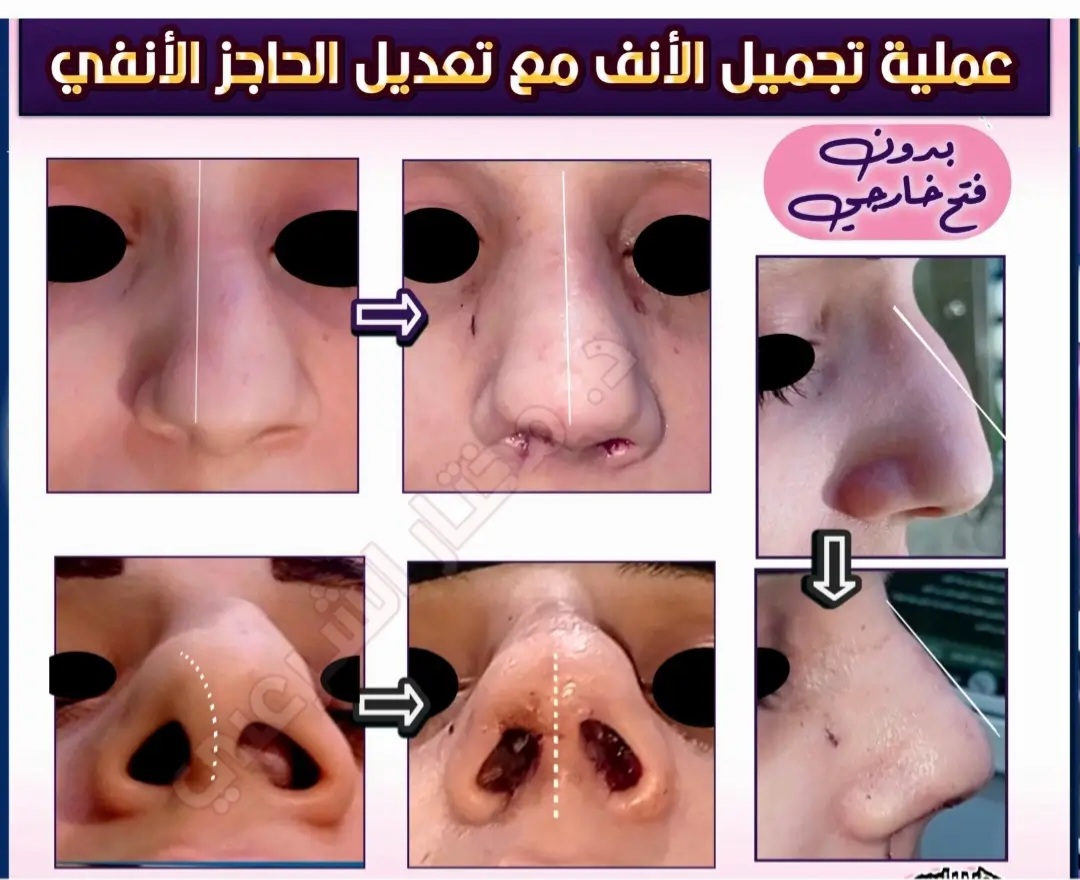 عملية تجميل الأنف مع تعديل الحاجز الأنفي
بدون
فتح خارجي